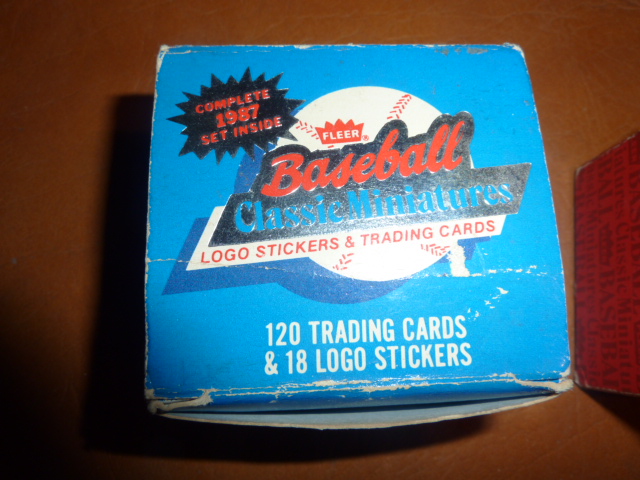 COMPLETE
1987
SET INSIDE
FLEER®
Baseball
Classic Miniatures
LOGO STICKERS & TRADING CARDS
120 TRADING CARDS
& 18 LOGO STICKERS